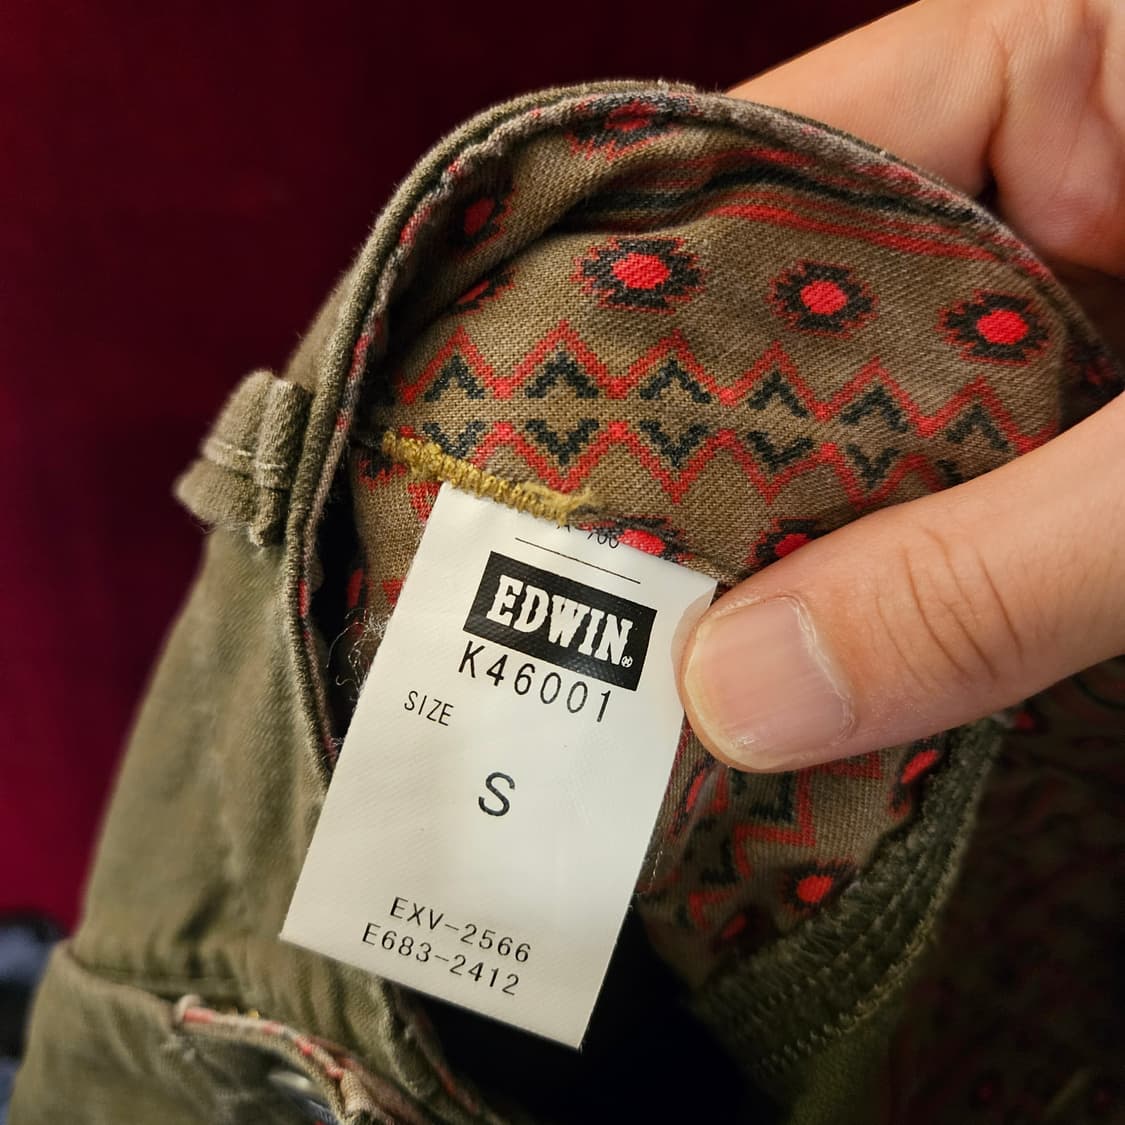 EDWIN®
K46001
SIZE
S
EXV-2566
E683-2412